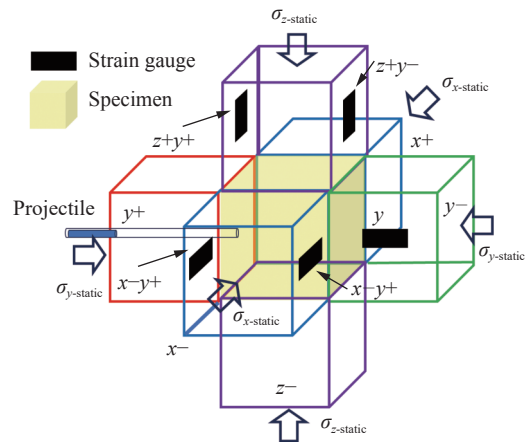 σz-static
Strain gauge
z+y−
Specimen
σx-static
z+y+
x+
Projectile
y+
y
y−
x−y+
x−y+
σy-static
σy-static
σx-static
x−
z−
σz-static